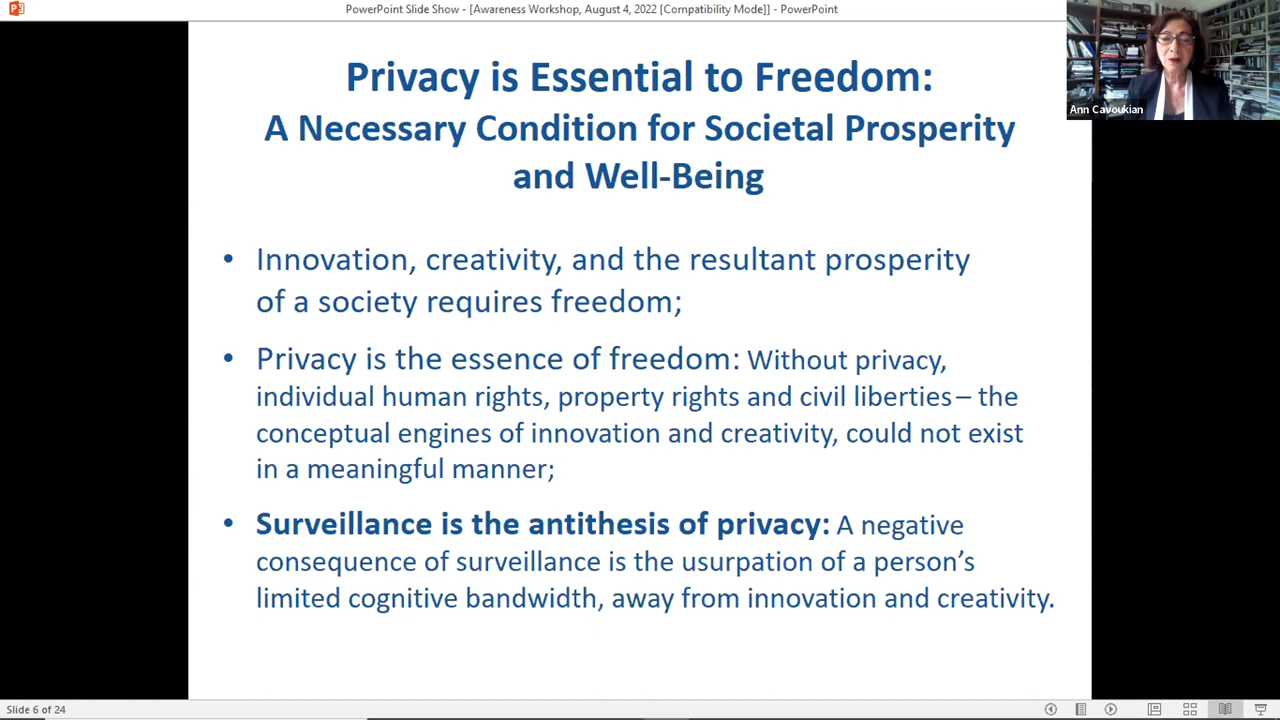 PowerPoint Slide Show - [Awareness Workshop, August 4, 2022 [Compatibility Mode]] - PowerPoint
Ann Cavoukian
Privacy is Essential to Freedom:
A Necessary Condition for Societal Prosperity
and Well-Being
• Innovation, creativity, and the resultant prosperity
of a society requires freedom;
• Privacy is the essence of freedom: Without privacy,
individual human rights, property rights and civil liberties – the
conceptual engines of innovation and creativity, could not exist
in a meaningful manner;
• Surveillance is the antithesis of privacy: A negative
consequence of surveillance is the usurpation of a person’s
limited cognitive bandwidth, away from innovation and creativity.
Slide 6 of 24